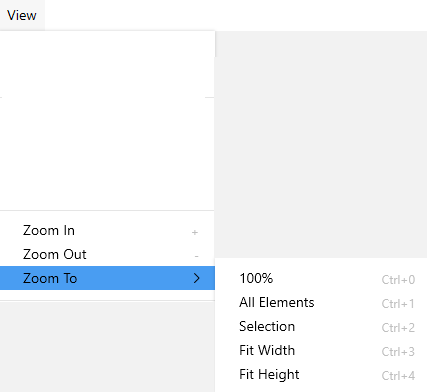 View
Zoom In +
Zoom Out -
Zoom To >
100% Ctrl+0
All Elements Ctrl+1
Selection Ctrl+2
Fit Width Ctrl+3
Fit Height Ctrl+4